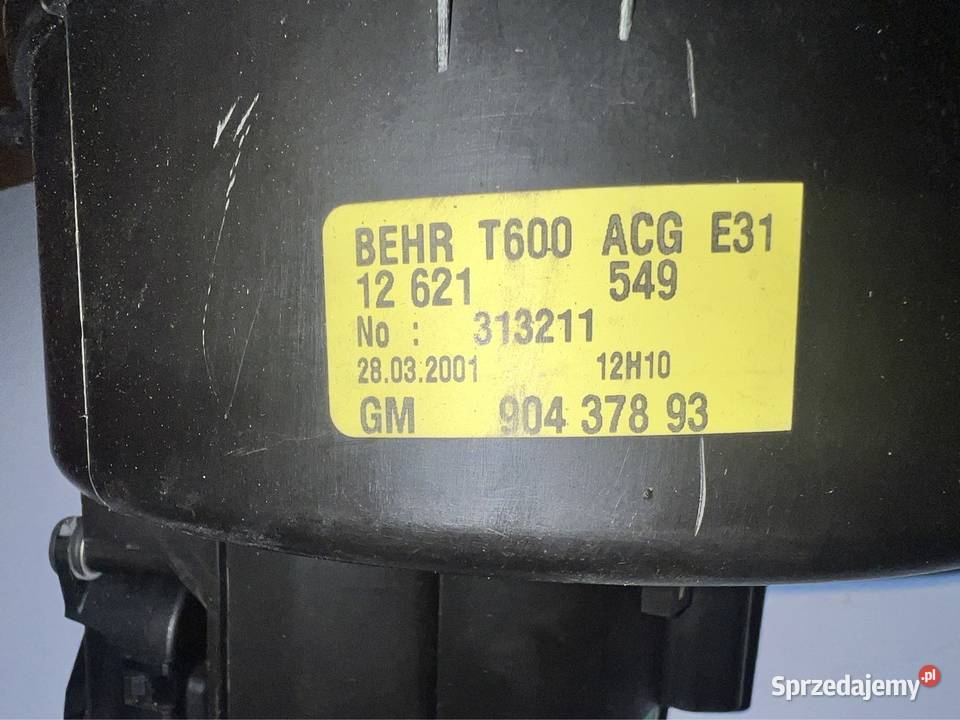 BEHR T600 ACG E31
12 621 549
No : 313211
28.03.2001 12H10
GM 904 378 93
Sprzedajemy.pl